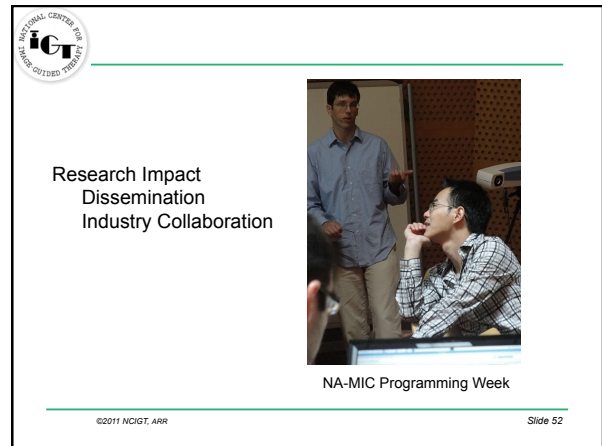 NATIONAL CENTER FOR
IGT
IMAGE-GUIDED THERAPY
Research Impact
Dissemination
Industry Collaboration
NA-MIC Programming Week
©2011 NCIGT, ARR
Slide 52